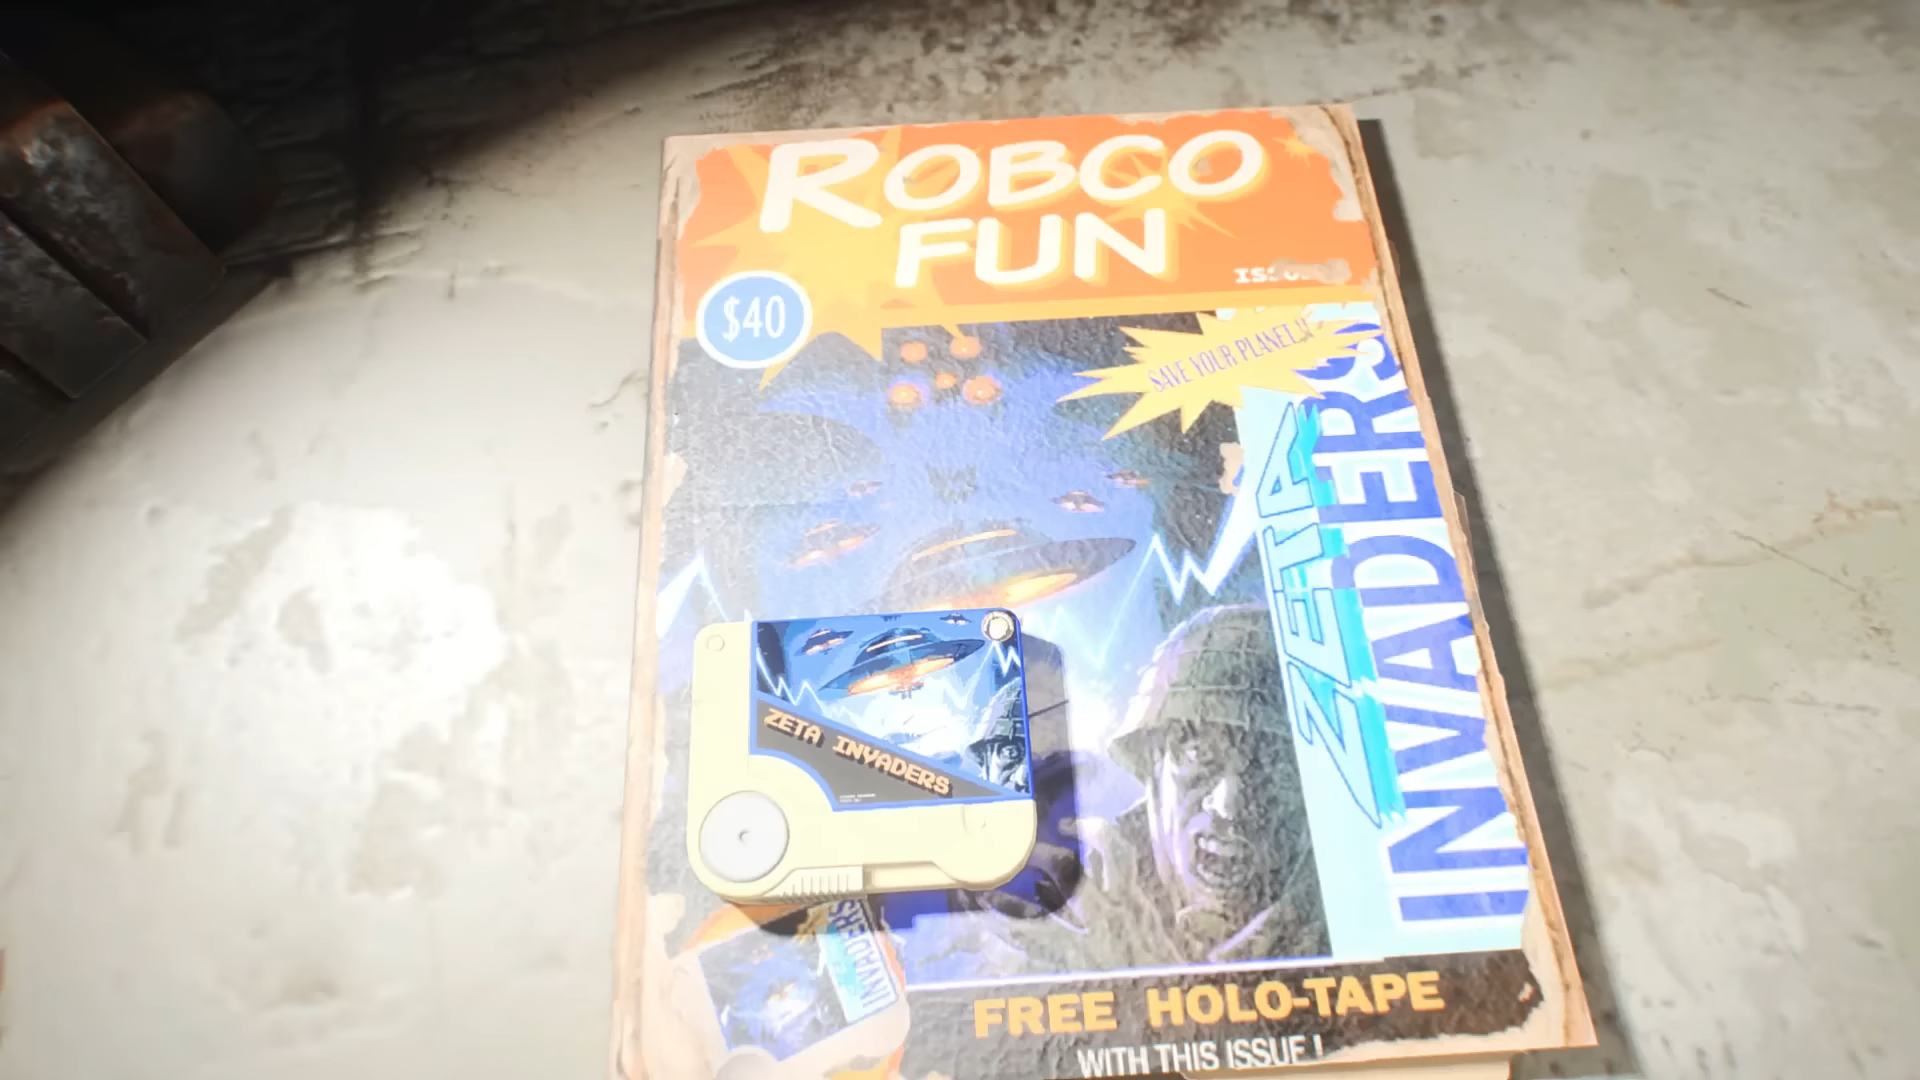 ROBCO
FUN
$40
SAVE YOUR PLANET!!
ZETA
INVADERS
ZETA INVADERS
INVADERS
FREE HOLO-TAPE
WITH THIS ISSUE!